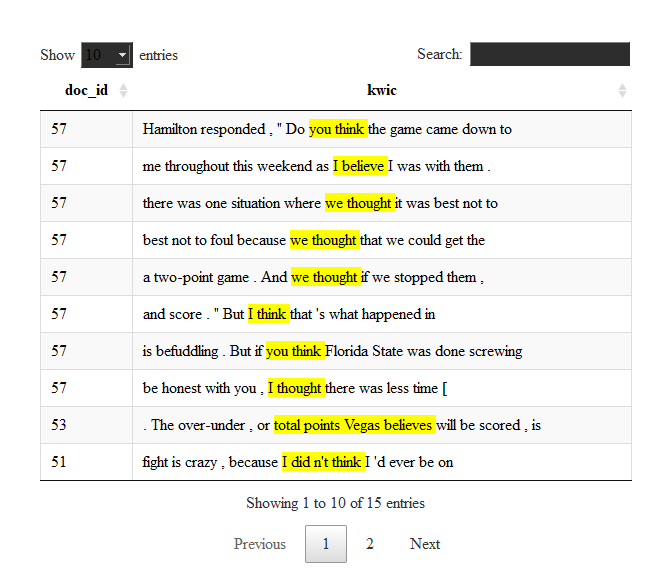 Show 10 entries Search:
doc_id kwic
57 Hamilton responded , " Do you think the game came down to
57 me throughout this weekend as I believe I was with them .
57 there was one situation where we thought it was best not to
57 best not to foul because we thought that we could get the
57 a two-point game . And we thought if we stopped them ,
57 and score . " But I think that 's what happened in
57 is befuddling . But if you think Florida State was done screwing
57 be honest with you , I thought there was less time [
53 . The over-under , or total points Vegas believes will be scored , is
51 fight is crazy , because I did n't think I 'd ever be on
Showing 1 to 10 of 15 entries
Previous 1 2 Next